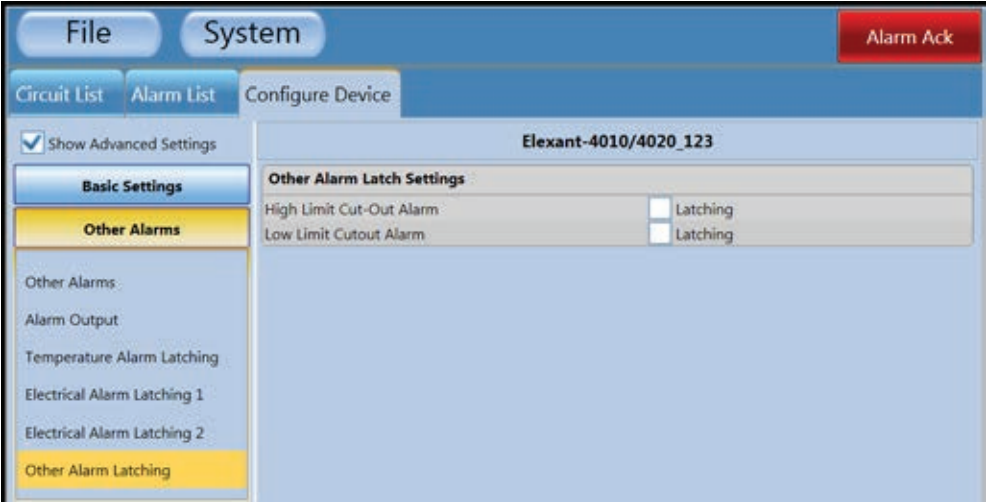 File System Alarm Ack
Circuit List Alarm List Configure Device
Show Advanced Settings
Elexant-4010/4020_123
Basic Settings
Other Alarms
Other Alarms
Alarm Output
Temperature Alarm Latching
Electrical Alarm Latching 1
Electrical Alarm Latching 2
Other Alarm Latching
Other Alarm Latch Settings
High Limit Cut-Out Alarm Latching
Low Limit Cutout Alarm Latching